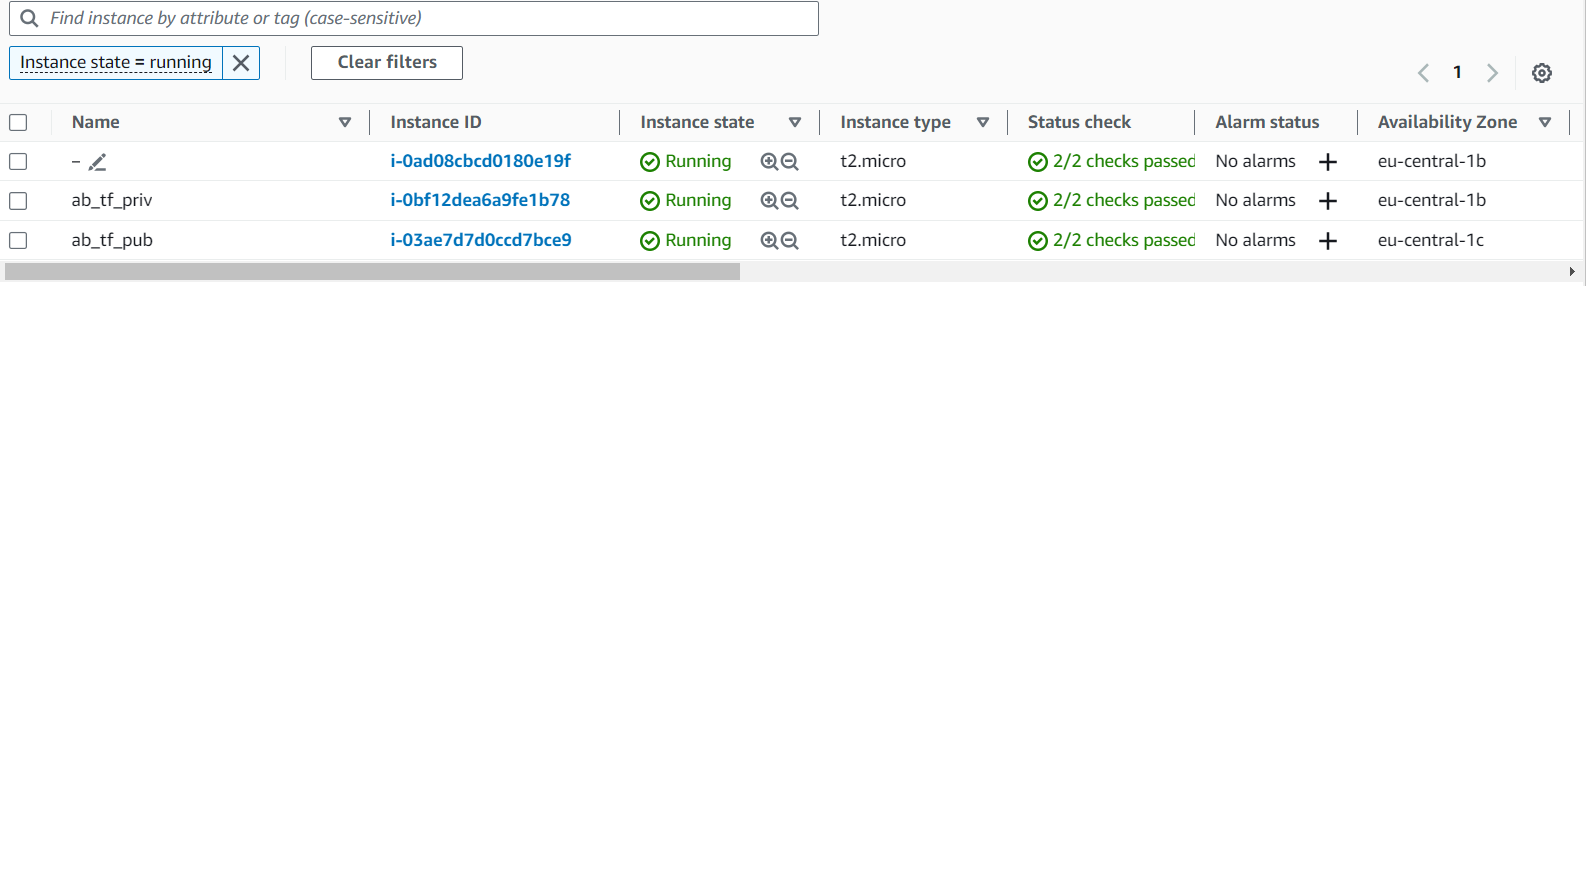 Find instance by attribute or tag (case-sensitive)
Instance state = running Clear filters
1
Name Instance ID Instance state Instance type Status check Alarm status Availability Zone
– i-0ad08cbcd0180e19f Running t2.micro 2/2 checks passed No alarms + eu-central-1b
ab_tf_priv i-0bf12dea6a9fe1b78 Running t2.micro 2/2 checks passed No alarms + eu-central-1b
ab_tf_pub i-03ae7d7d0ccd7bce9 Running t2.micro 2/2 checks passed No alarms + eu-central-1c